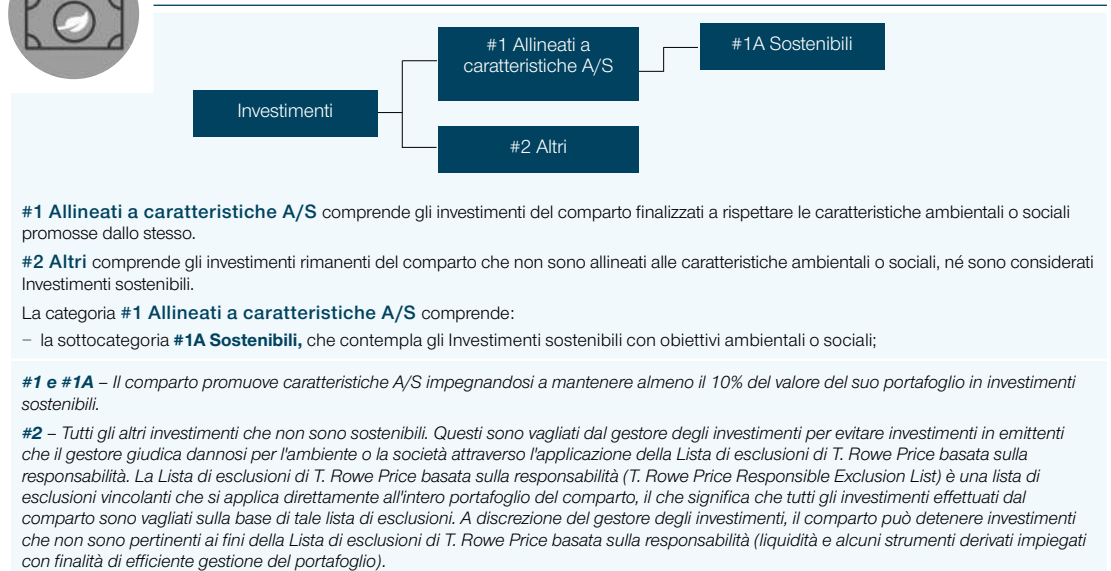 #1 Allineati a
caratteristiche A/S
#1A Sostenibili
Investimenti
#2 Altri
#1 Allineati a caratteristiche A/S comprende gli investimenti del comparto finalizzati a rispettare le caratteristiche ambientali o sociali
promosse dallo stesso.
#2 Altri comprende gli investimenti rimanenti del comparto che non sono allineati alle caratteristiche ambientali o sociali, né sono considerati
Investimenti sostenibili.
La categoria #1 Allineati a caratteristiche A/S comprende:
– la sottocategoria #1A Sostenibili, che contempla gli Investimenti sostenibili con obiettivi ambientali o sociali;
#1 e #1A – Il comparto promuove caratteristiche A/S impegnandosi a mantenere almeno il 10% del valore del suo portafoglio in investimenti
sostenibili.
#2 – Tutti gli altri investimenti che non sono sostenibili. Questi sono vagliati dal gestore degli investimenti per evitare investimenti in emittenti
che il gestore giudica dannosi per l'ambiente o la società attraverso l'applicazione della Lista di esclusioni di T. Rowe Price basata sulla
responsabilità. La Lista di esclusioni di T. Rowe Price basata sulla responsabilità (T. Rowe Price Responsible Exclusion List) è una lista di
esclusioni vincolanti che si applica direttamente all'intero portafoglio del comparto, il che significa che tutti gli investimenti effettuati dal
comparto sono vagliati sulla base di tale lista di esclusioni. A discrezione del gestore degli investimenti, il comparto può detenere investimenti
che non sono pertinenti ai fini della Lista di esclusioni di T. Rowe Price basata sulla responsabilità (liquidità e alcuni strumenti derivati impiegati
con finalità di efficiente gestione del portafoglio).